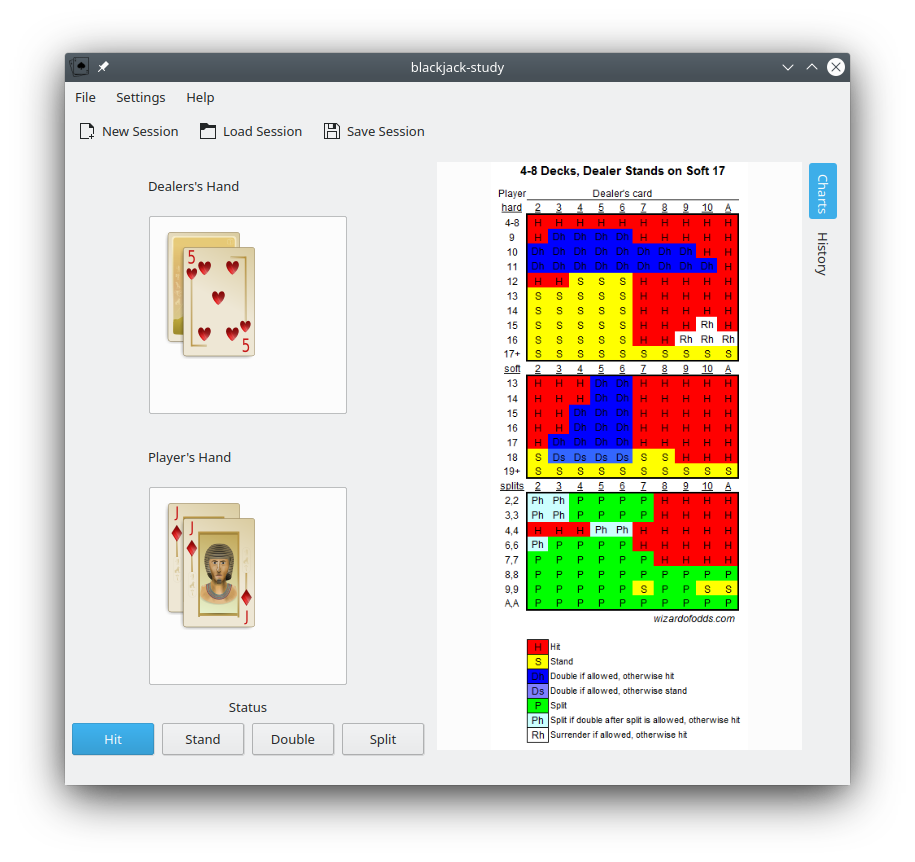 blackjack-study
File Settings Help
New Session Load Session Save Session
Dealers's Hand
5
5
Player's Hand
J
J
J
Status
Hit Stand Double Split
4-8 Decks, Dealer Stands on Soft 17
Player Dealer's card
hard 2 3 4 5 6 7 8 9 10 A
4-8 H H H H H H H H H H
9 H Dh Dh Dh Dh H H H H H
10 Dh Dh Dh Dh Dh Dh Dh Dh H H
11 Dh Dh Dh Dh Dh Dh Dh Dh Dh H
12 H H S S S H H H H H
13 S S S S S H H H H H
14 S S S S S H H H H H
15 S S S S S H H H Rh H
16 S S S S S H H Rh Rh Rh
17+ S S S S S S S S S S
soft 2 3 4 5 6 7 8 9 10 A
13 H H H Dh Dh H H H H H
14 H H H Dh Dh H H H H H
15 H H Dh Dh Dh H H H H H
16 H H Dh Dh Dh H H H H H
17 H Dh Dh Dh Dh H H H H H
18 S Ds Ds Ds Ds S S H H H
19+ S S S S S S S S S S
splits 2 3 4 5 6 7 8 9 10 A
2,2 Ph Ph P P P P H H H H
3,3 Ph Ph P P P P H H H H
4,4 H H H Ph Ph H H H H H
6,6 Ph P P P P H H H H H
7,7 P P P P P P H H H H
8,8 P P P P P P P P P P
9,9 P P P P P S P P S S
A,A P P P P P P P P P P
wizardofodds.com
H Hit
S Stand
Dh Double if allowed, otherwise hit
Ds Double if allowed, otherwise stand
P Split
Ph Split if double after split is allowed, otherwise hit
Rh Surrender if allowed, otherwise hit
Charts
History